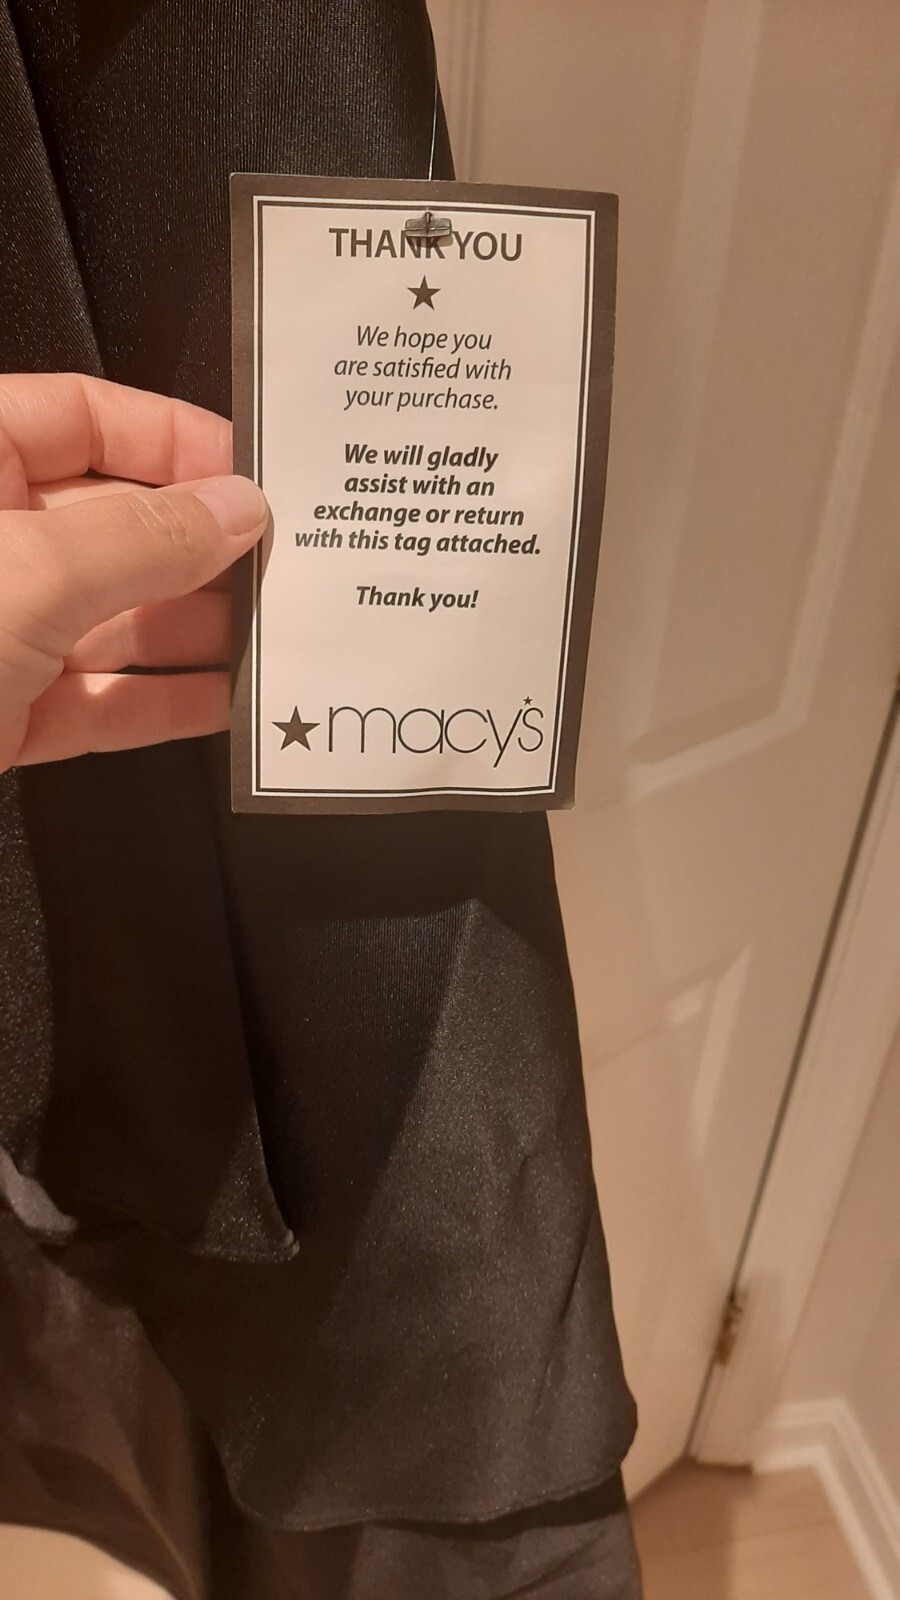 THANK YOU
We hope you
are satisfied with
your purchase.
We will gladly
assist with an
exchange or return
with this tag attached.
Thank you!
macy's